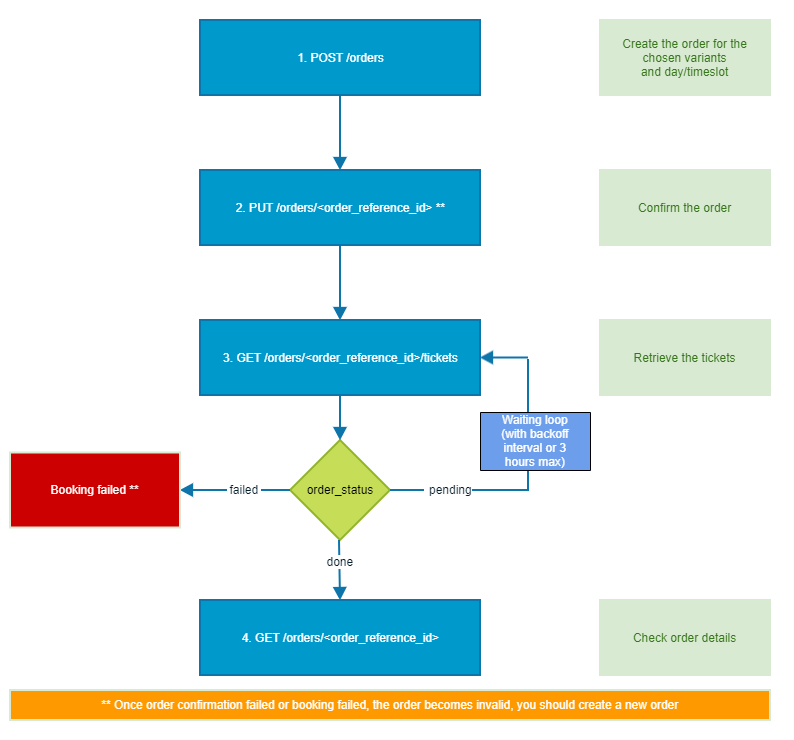 1. POST /orders
Create the order for the
chosen variants
and day/timeslot
2. PUT /orders/<order_reference_id> **
Confirm the order
3. GET /orders/<order_reference_id>/tickets
Retrieve the tickets
Waiting loop
(with backoff
interval or 3
hours max)
Booking failed **
failed
order_status
pending
done
4. GET /orders/<order_reference_id>
Check order details
** Once order confirmation failed or booking failed, the order becomes invalid, you should create a new order